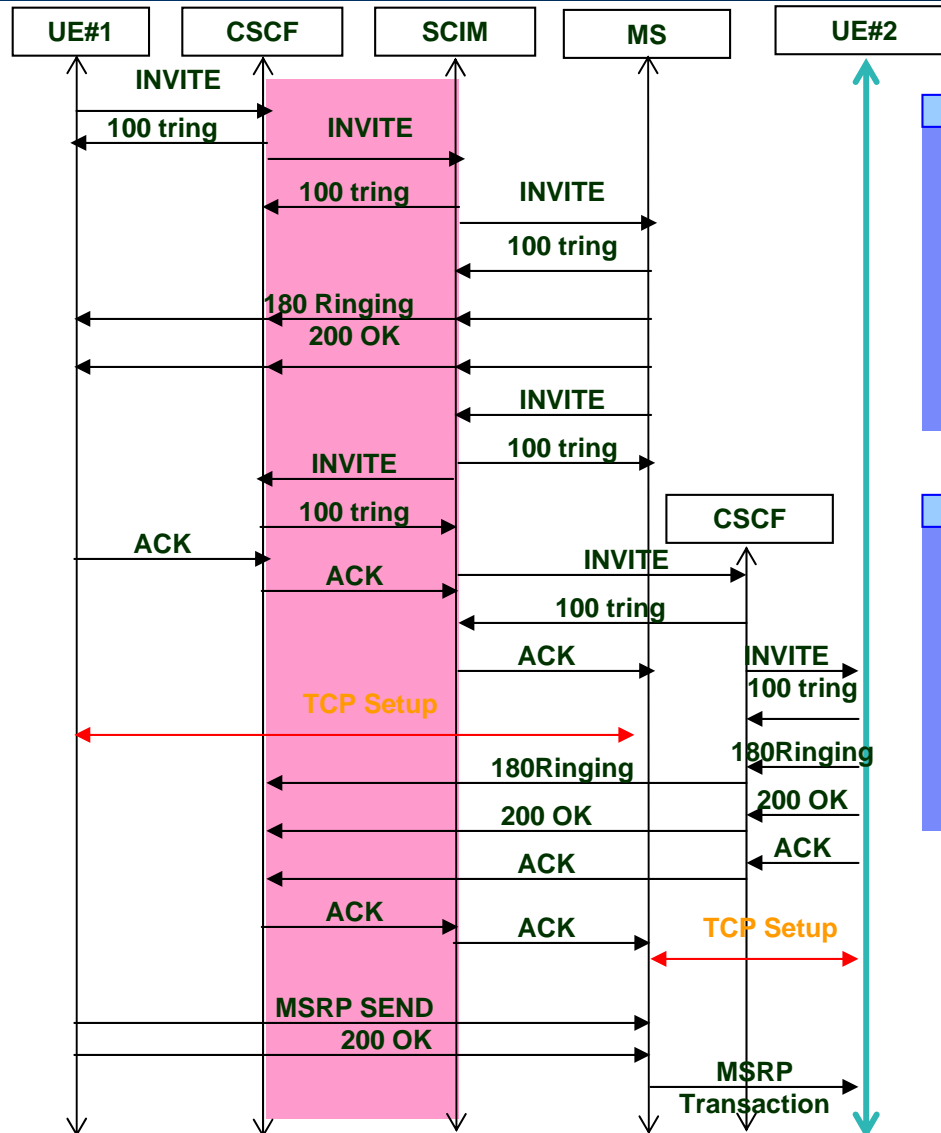 UE#1 CSCF SCIM MS UE#2
INVITE
100 tring
INVITE
100 tring
INVITE
100 tring
180 Ringing
200 OK
INVITE
100 tring
INVITE
100 tring
CSCF
ACK
INVITE
ACK
100 tring
ACK
INVITE
100 tring
TCP Setup
180Ringing
180Ringing
200 OK
200 OK
ACK
ACK
ACK
ACK
TCP Setup
MSRP SEND
200 OK
MSRP
Transaction